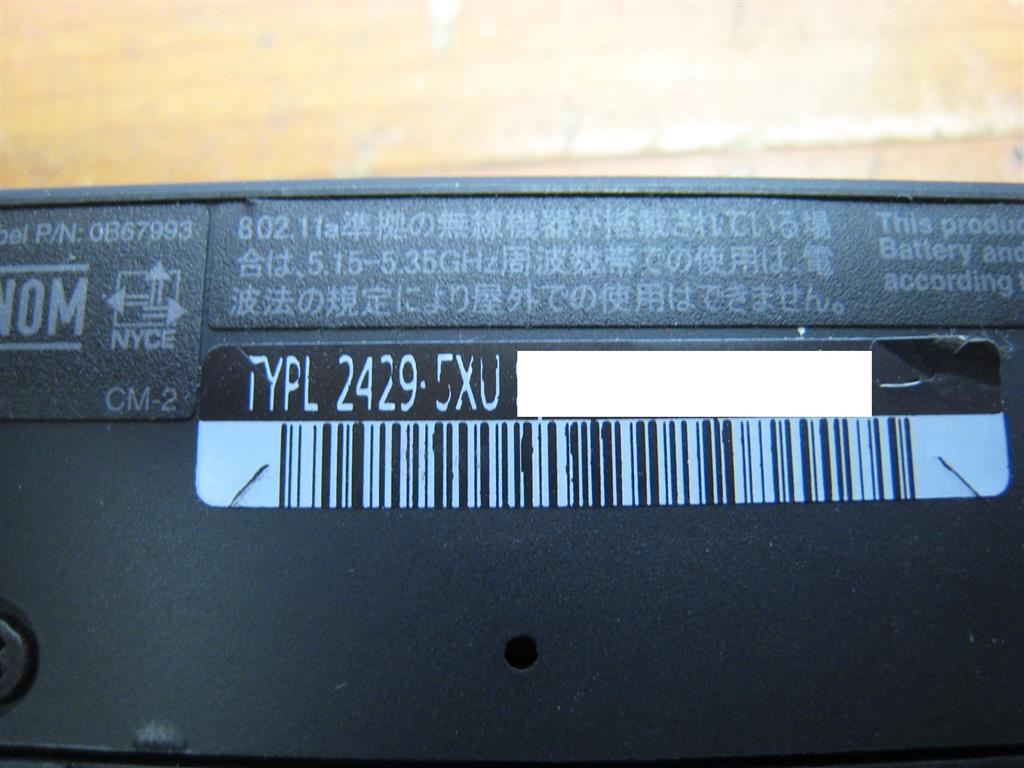 bel P/N: 0B67993
NOM
NYCE
CM-2
802.11a準拠の無線機器が搭載されている場
合は、5.15-5.35GHz周波数帯での使用は、電
波法の規定により屋外での使用はできません。
This produ
Battery and
according t
TYPE 2429-5XU